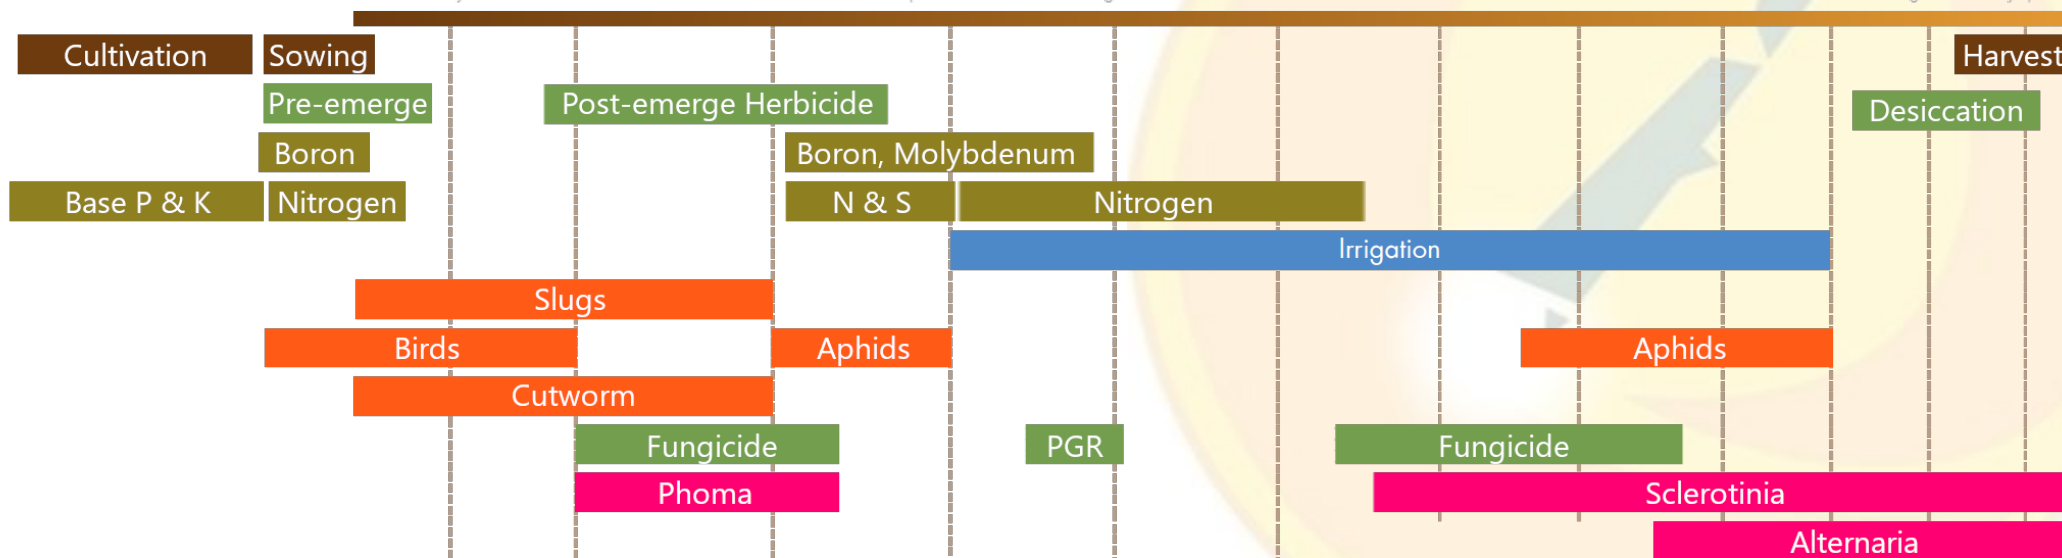 Cultivation Sowing Harvest
Pre-emerge Post-emerge Herbicide Desiccation
Boron Boron, Molybdenum
Base P & K Nitrogen N & S Nitrogen
Irrigation
Slugs
Birds Aphids Aphids
Cutworm
Fungicide PGR Fungicide
Phoma Sclerotinia
Alternaria